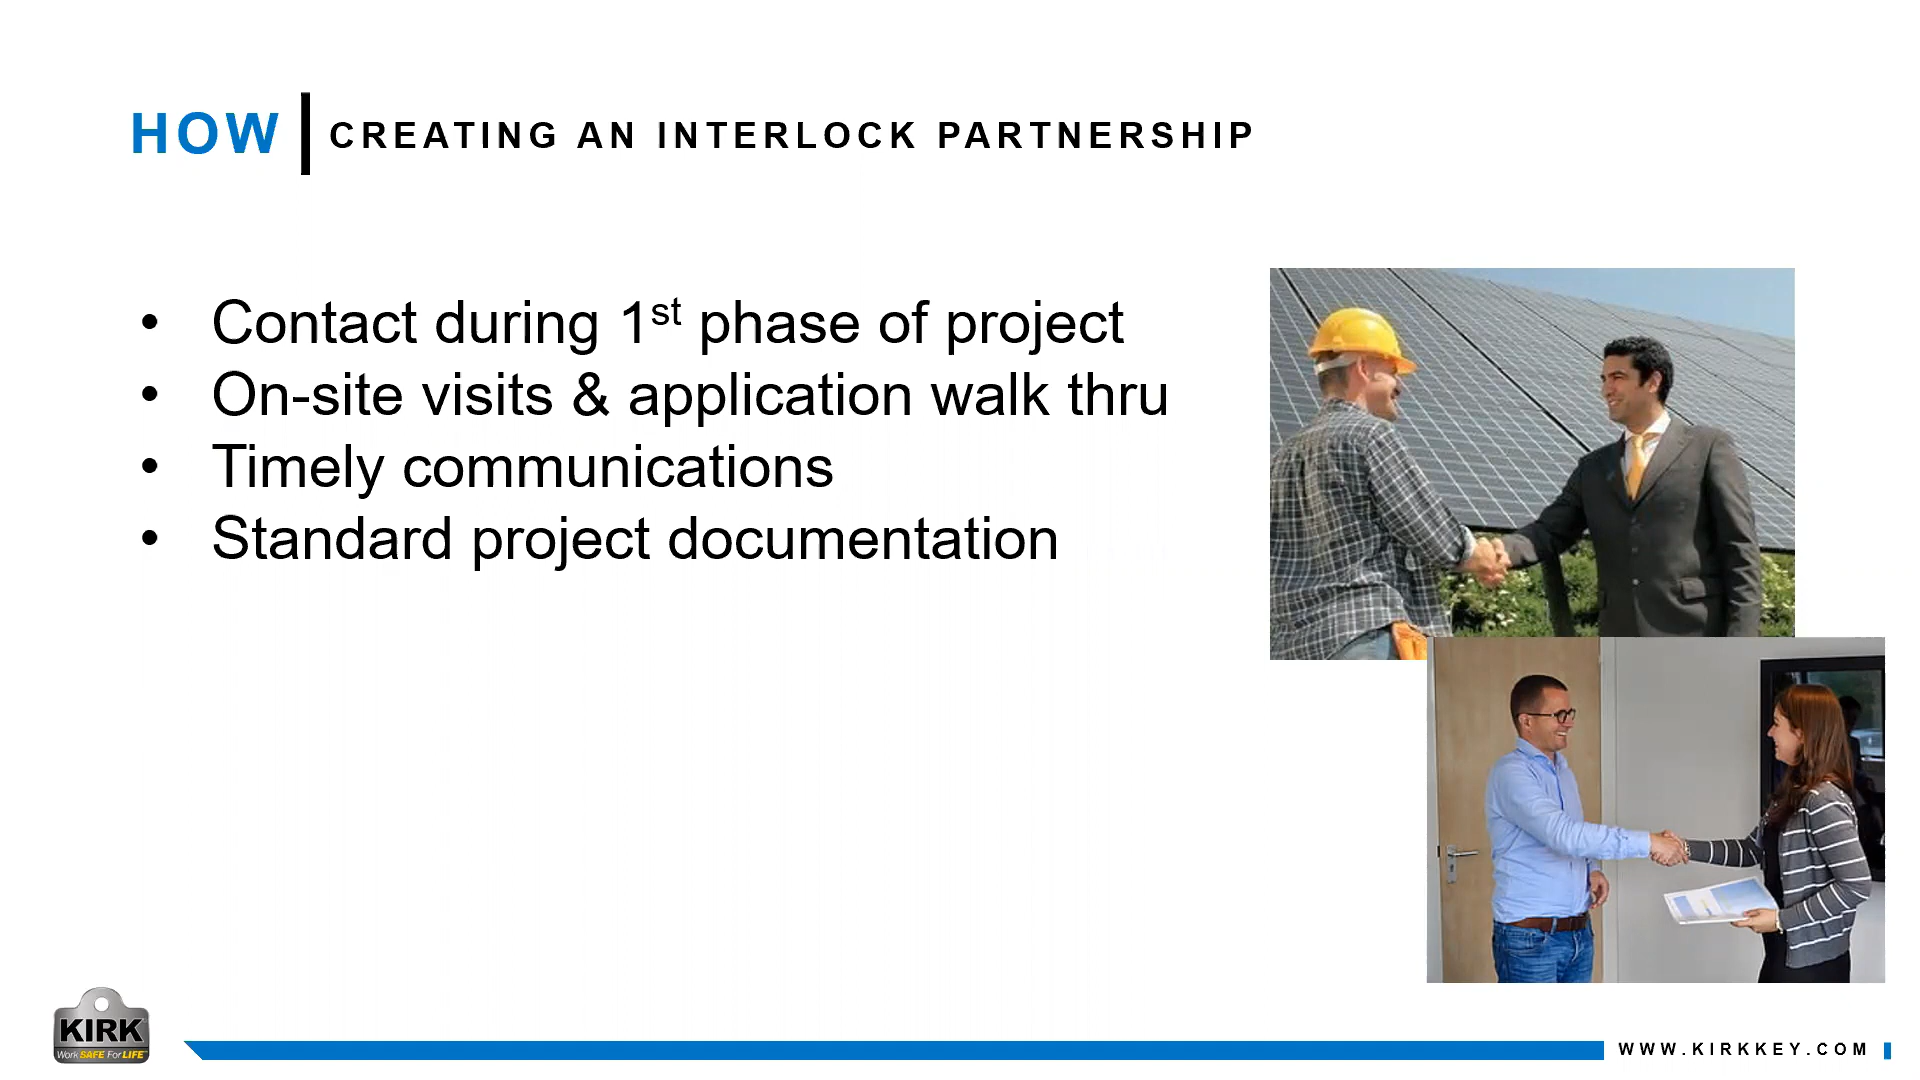 HOW | CREATING AN INTERLOCK PARTNERSHIP
• Contact during 1st phase of project
• On-site visits & application walk thru
• Timely communications
• Standard project documentation
KIRK
Work SAFE For LIFE
WWW.KIRKKEY.COM